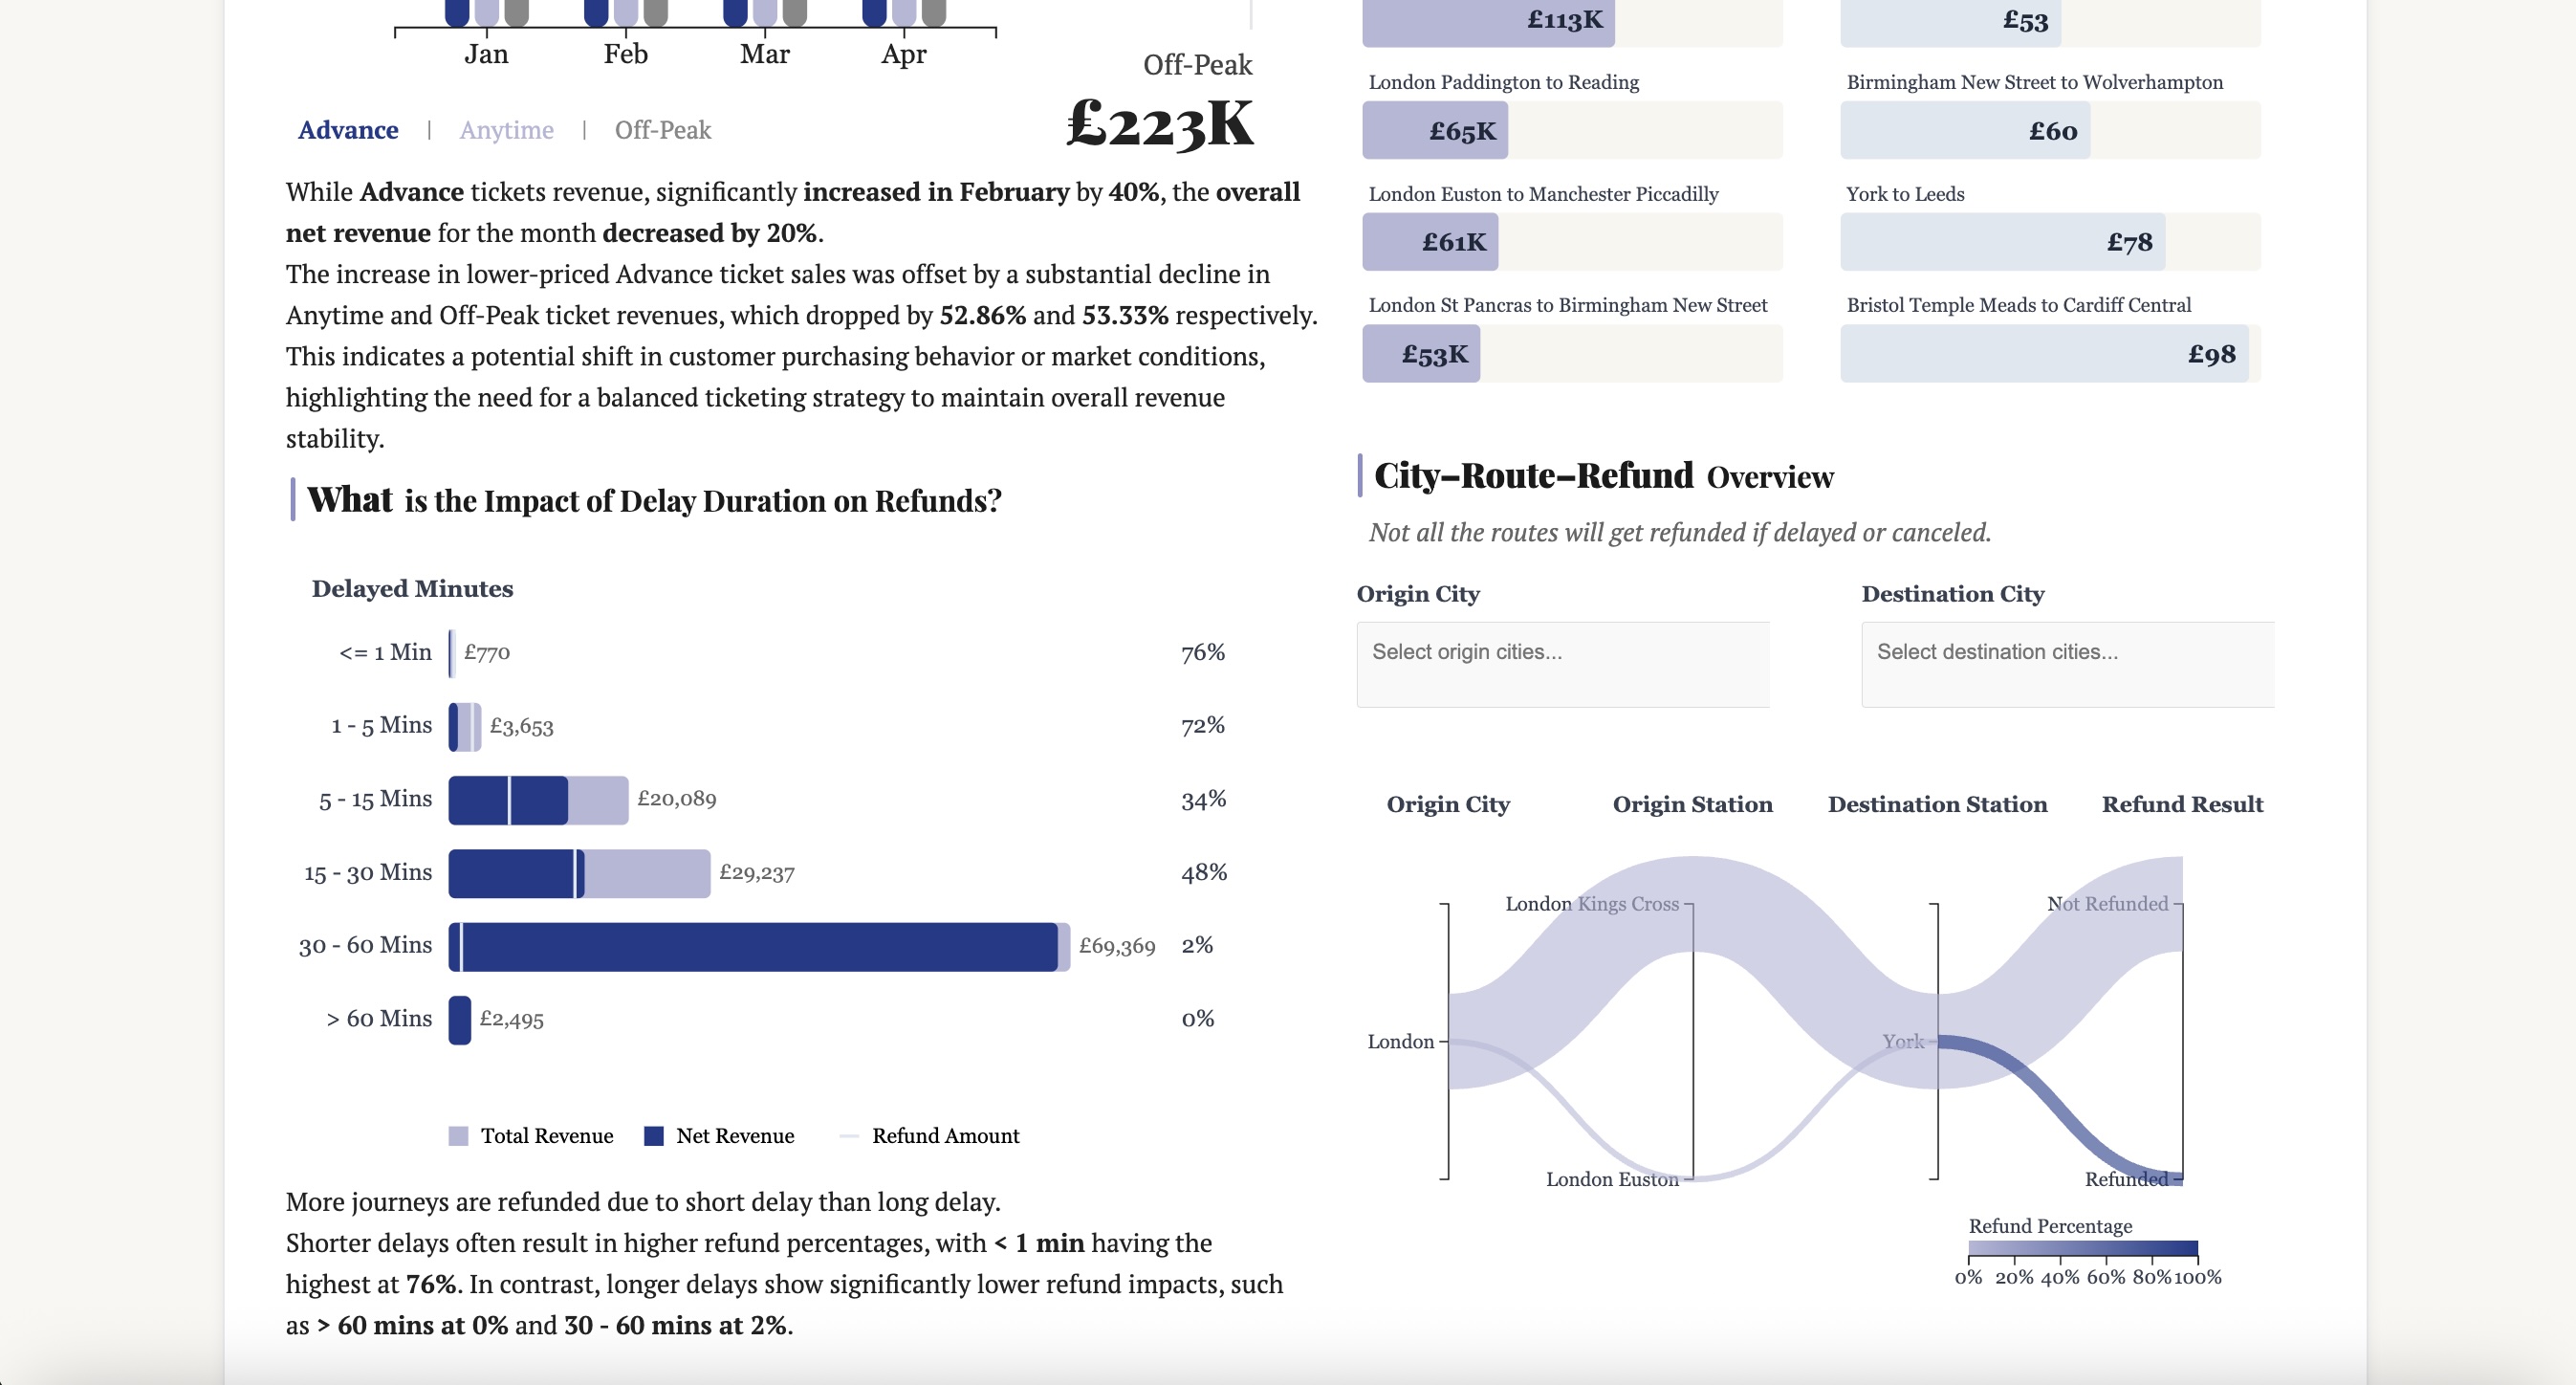 Jan Feb Mar Apr
Off-Peak
£223K
Advance | Anytime | Off-Peak
While Advance tickets revenue, significantly increased in February by 40%, the overall
net revenue for the month decreased by 20%.
The increase in lower-priced Advance ticket sales was offset by a substantial decline in
Anytime and Off-Peak ticket revenues, which dropped by 52.86% and 53.33% respectively.
This indicates a potential shift in customer purchasing behavior or market conditions,
highlighting the need for a balanced ticketing strategy to maintain overall revenue
stability.
What is the Impact of Delay Duration on Refunds?
Delayed Minutes
<= 1 Min £770 76%
1 - 5 Mins £3,653 72%
5 - 15 Mins £20,089 34%
15 - 30 Mins £29,237 48%
30 - 60 Mins £69,369 2%
> 60 Mins £2,495 0%
Total Revenue Net Revenue Refund Amount
More journeys are refunded due to short delay than long delay.
Shorter delays often result in higher refund percentages, with < 1 min having the
highest at 76%. In contrast, longer delays show significantly lower refund impacts, such
as > 60 mins at 0% and 30 - 60 mins at 2%.
£113K
London Paddington to Reading
£65K
London Euston to Manchester Piccadilly
£61K
London St Pancras to Birmingham New Street
£53K
£53
Birmingham New Street to Wolverhampton
£60
York to Leeds
£78
Bristol Temple Meads to Cardiff Central
£98
City–Route–Refund Overview
Not all the routes will get refunded if delayed or canceled.
Origin City Destination City
Select origin cities... Select destination cities...
Origin City Origin Station Destination Station Refund Result
London Kings Cross Not Refunded
London York
London Euston Refunded
Refund Percentage
0% 20% 40% 60% 80% 100%